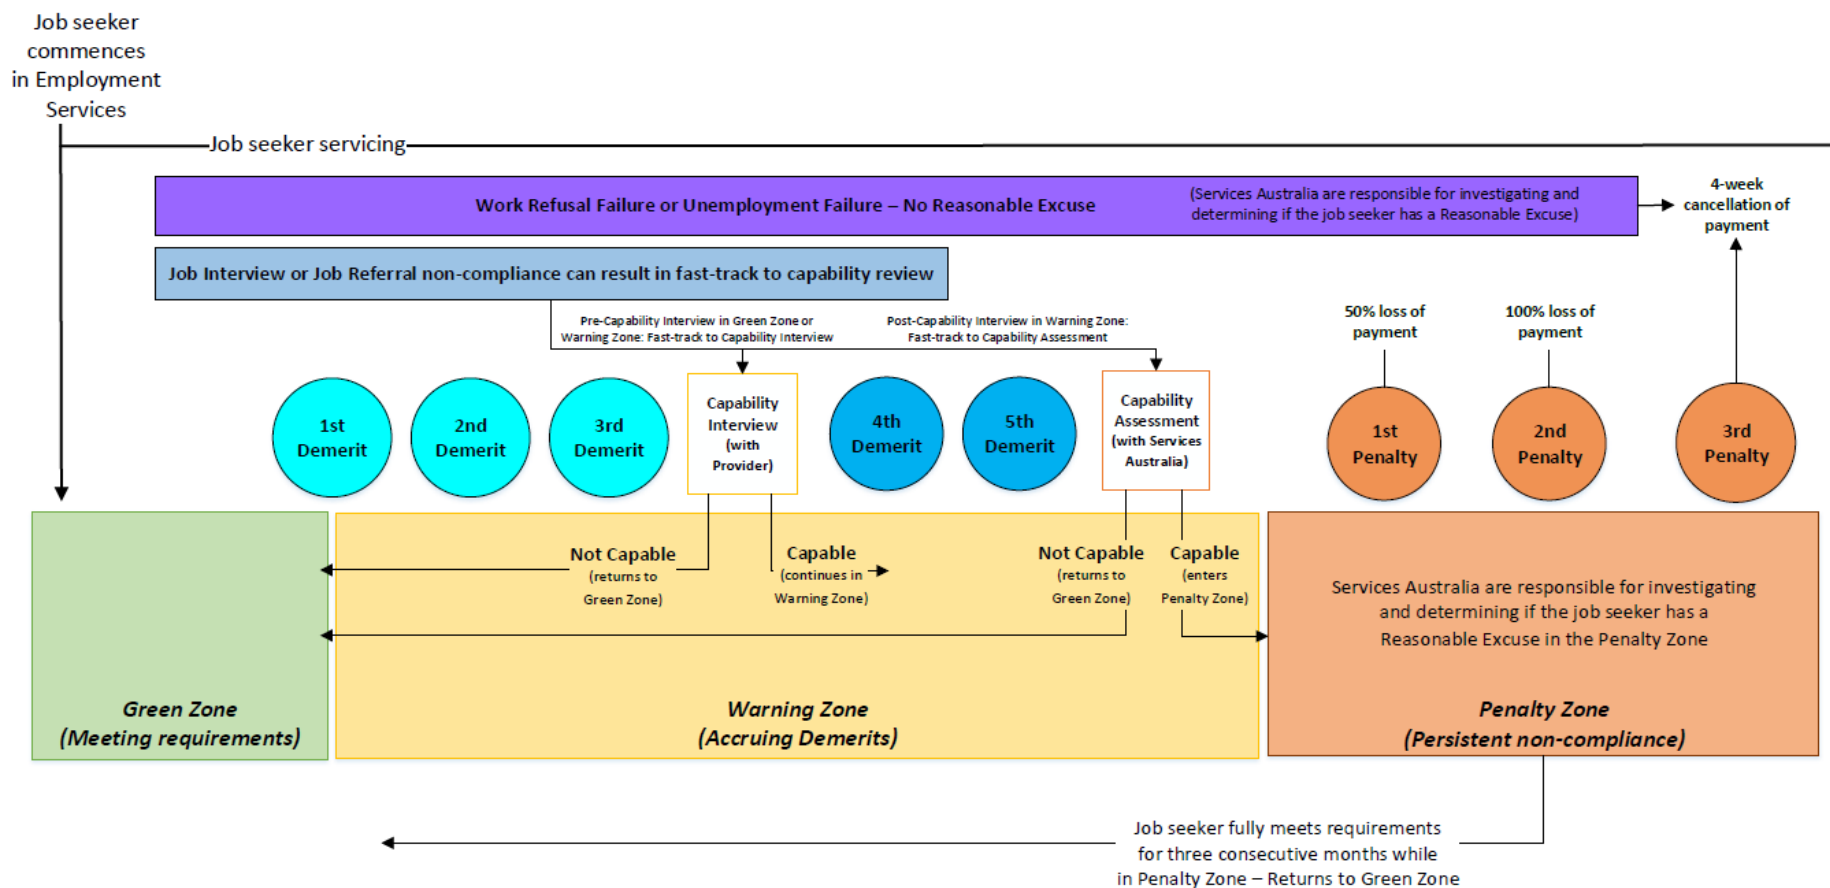 Job seeker
commences
in Employment
Services
Job seeker servicing
Work Refusal Failure or Unemployment Failure – No Reasonable Excuse
(Services Australia are responsible for investigating and
determining if the job seeker has a Reasonable Excuse)
4-week
cancellation of
payment
Job Interview or Job Referral non-compliance can result in fast-track to capability review
Pre-Capability Interview in Green Zone or
Warning Zone: Fast-track to Capability Interview
Post-Capability Interview in Warning Zone:
Fast-track to Capability Assessment
50% loss of
payment
100% loss of
payment
1st
Demerit
2nd
Demerit
3rd
Demerit
Capability
Interview
(with
Provider)
4th
Demerit
5th
Demerit
Capability
Assessment
(with Services
Australia)
1st
Penalty
2nd
Penalty
3rd
Penalty
Not Capable
(returns to
Green Zone)
Capable
(continues in
Warning Zone)
Not Capable
(returns to
Green Zone)
Capable
(enters
Penalty Zone)
Services Australia are responsible for investigating
and determining if the job seeker has a
Reasonable Excuse in the Penalty Zone
Green Zone
(Meeting requirements)
Warning Zone
(Accruing Demerits)
Penalty Zone
(Persistent non-compliance)
Job seeker fully meets requirements
for three consecutive months while
in Penalty Zone – Returns to Green Zone